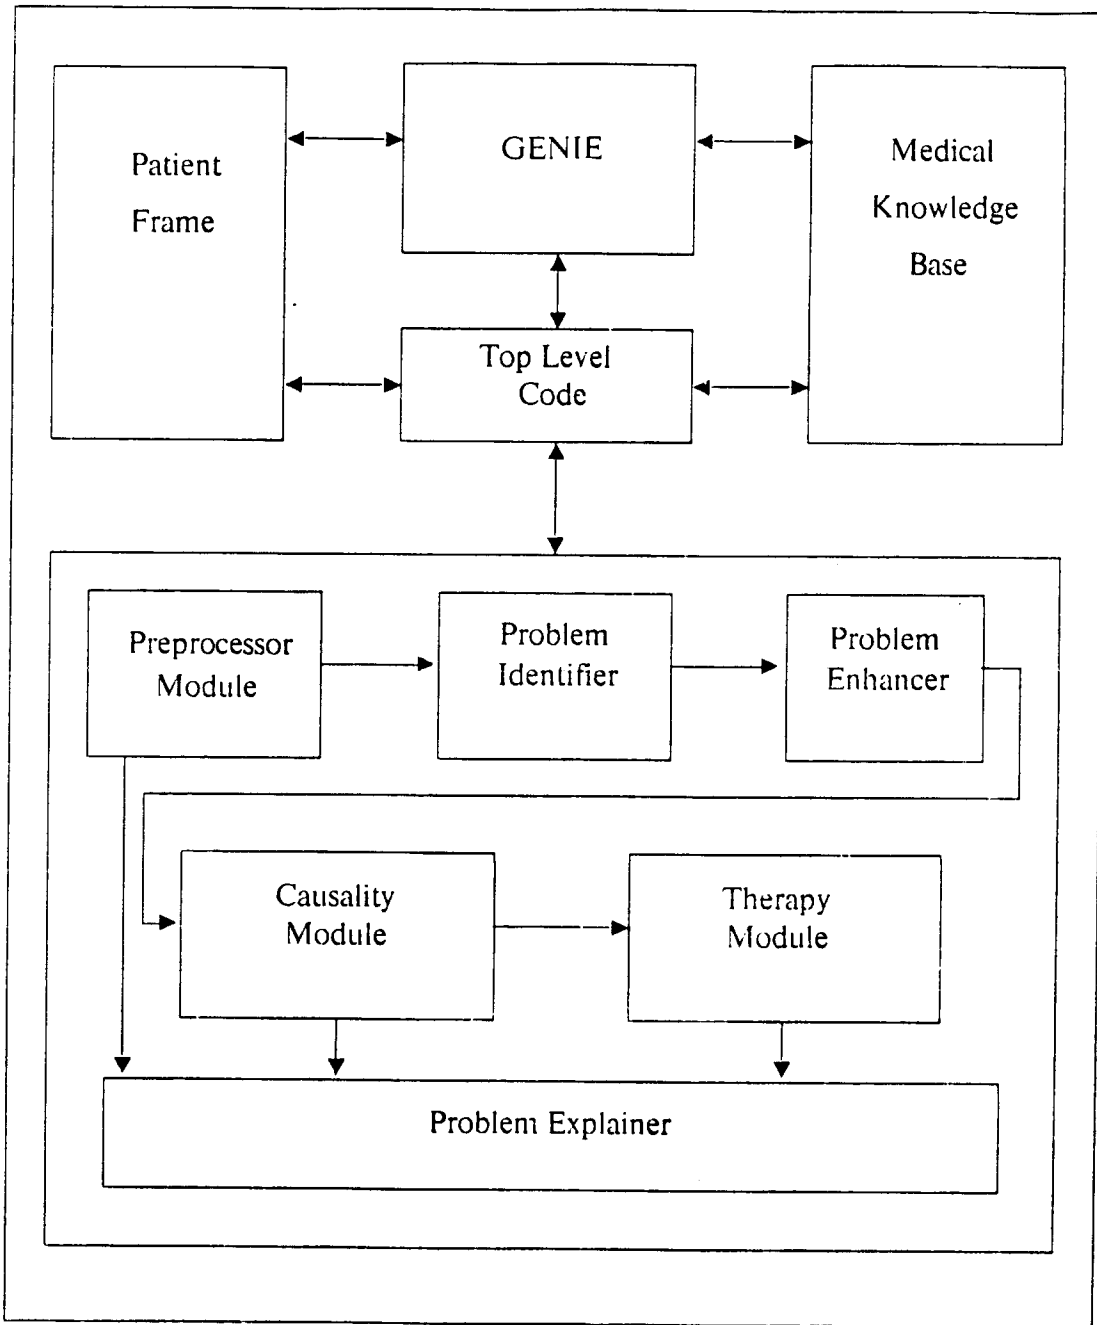 Patient
Frame
GENIE
Medical
Knowledge
Base
Top Level
Code
Preprocessor
Module
Problem
Identifier
Problem
Enhancer
Causality
Module
Therapy
Module
Problem Explainer